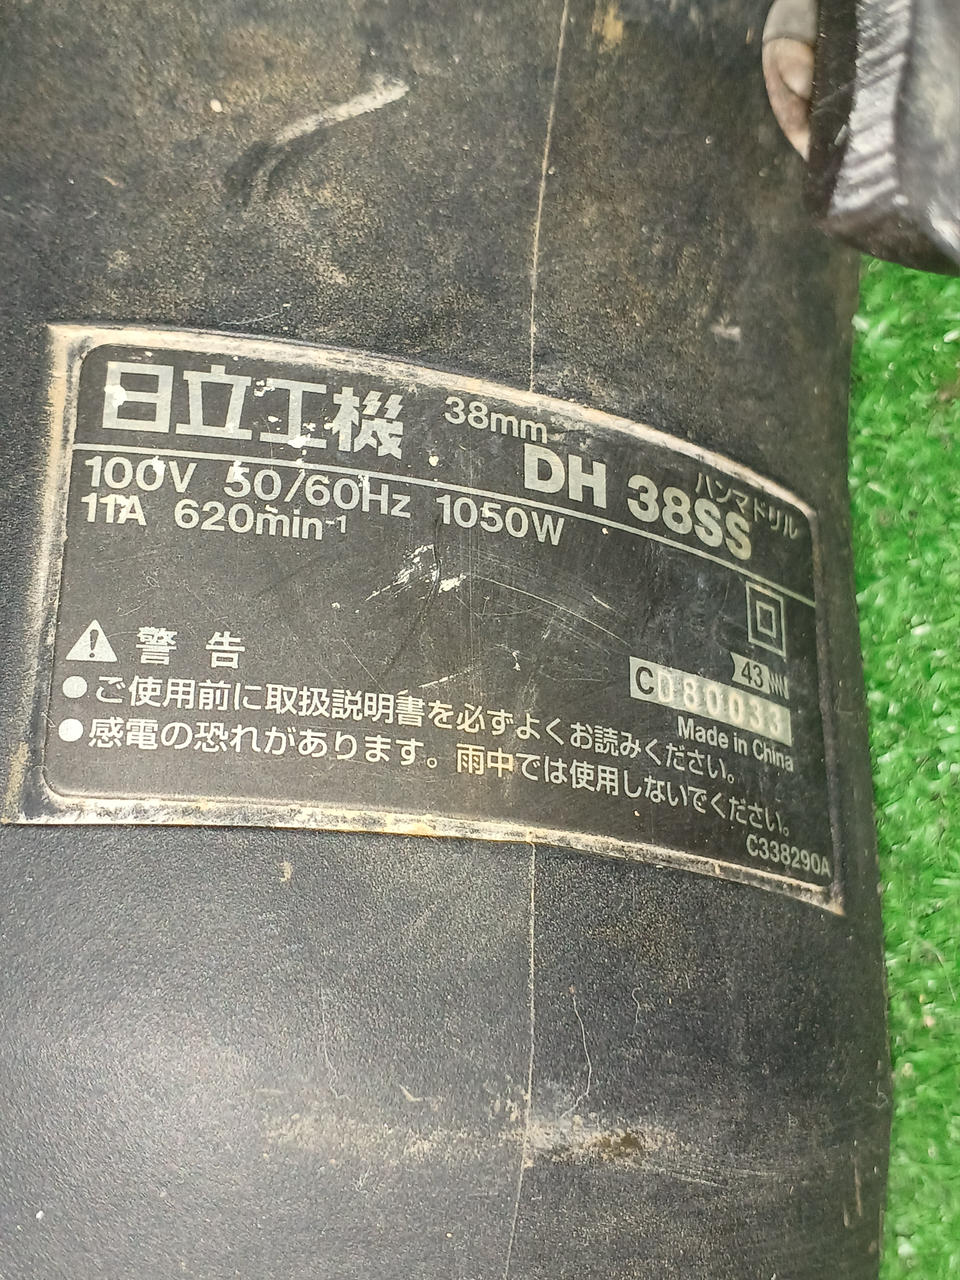 日立工機 38mm ハンマドリル
DH 38SS
100V 50/60Hz 1050W
11A 620min⁻¹
43
CD80033
Made in China
警告
●ご使用前に取扱説明書を必ずよくお読みください。
●感電の恐れがあります。雨中では使用しないでください。
C338290A